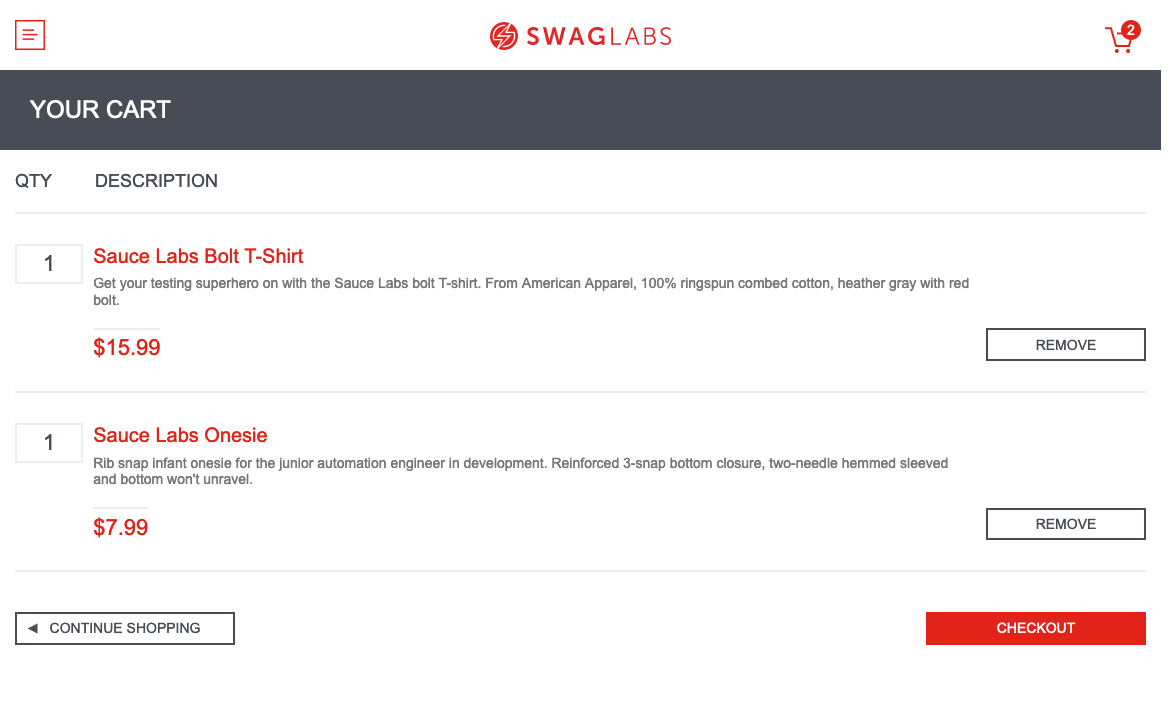 SWAGLABS
2
YOUR CART
QTY DESCRIPTION
1
Sauce Labs Bolt T-Shirt
Get your testing superhero on with the Sauce Labs bolt T-shirt. From American Apparel, 100% ringspun combed cotton, heather gray with red
bolt.
$15.99
REMOVE
1
Sauce Labs Onesie
Rib snap infant onesie for the junior automation engineer in development. Reinforced 3-snap bottom closure, two-needle hemmed sleeved
and bottom won't unravel.
$7.99
REMOVE
CONTINUE SHOPPING
CHECKOUT